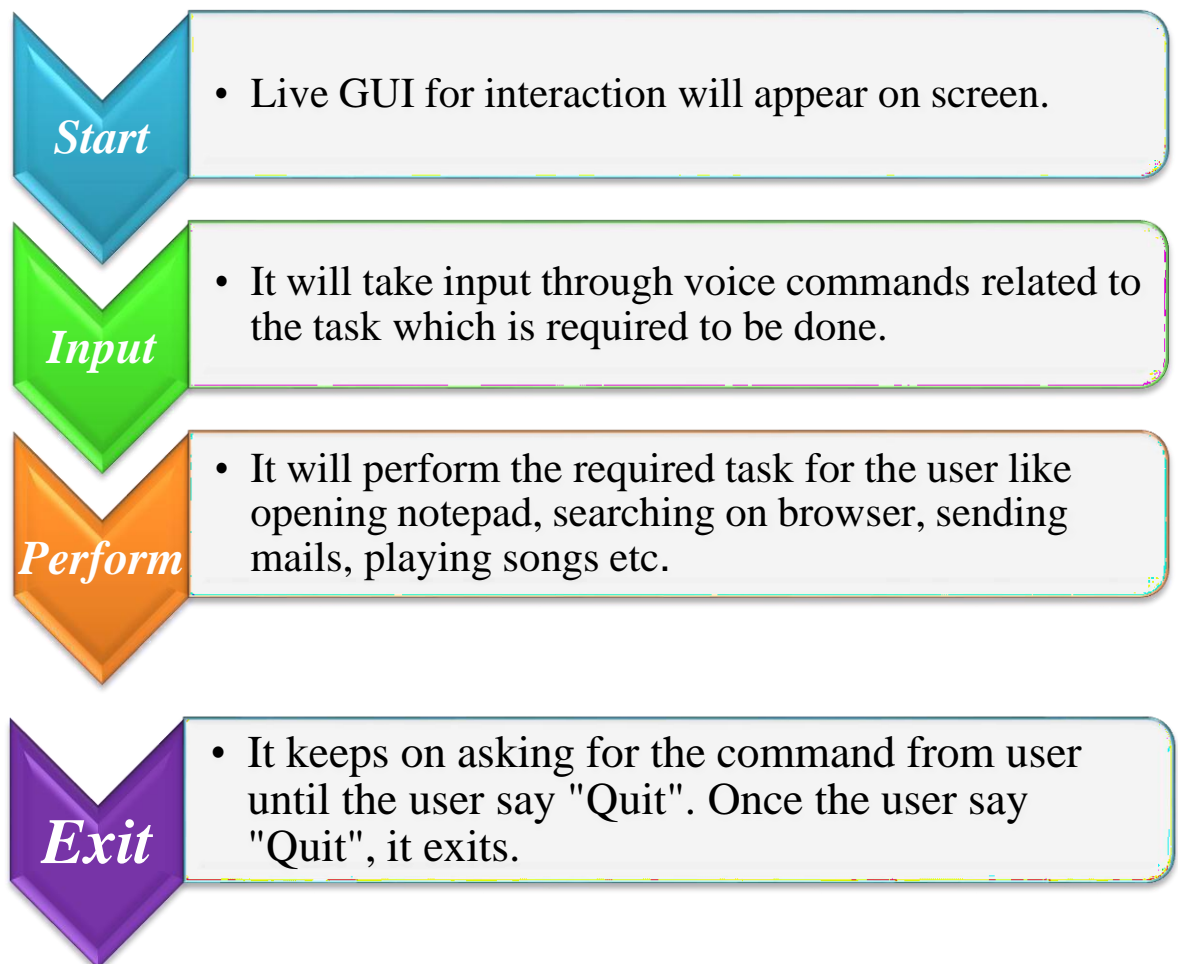 Start
• Live GUI for interaction will appear on screen.
Input
• It will take input through voice commands related to
the task which is required to be done.
Perform
• It will perform the required task for the user like
opening notepad, searching on browser, sending
mails, playing songs etc.
Exit
• It keeps on asking for the command from user
until the user say "Quit". Once the user say
"Quit", it exits.